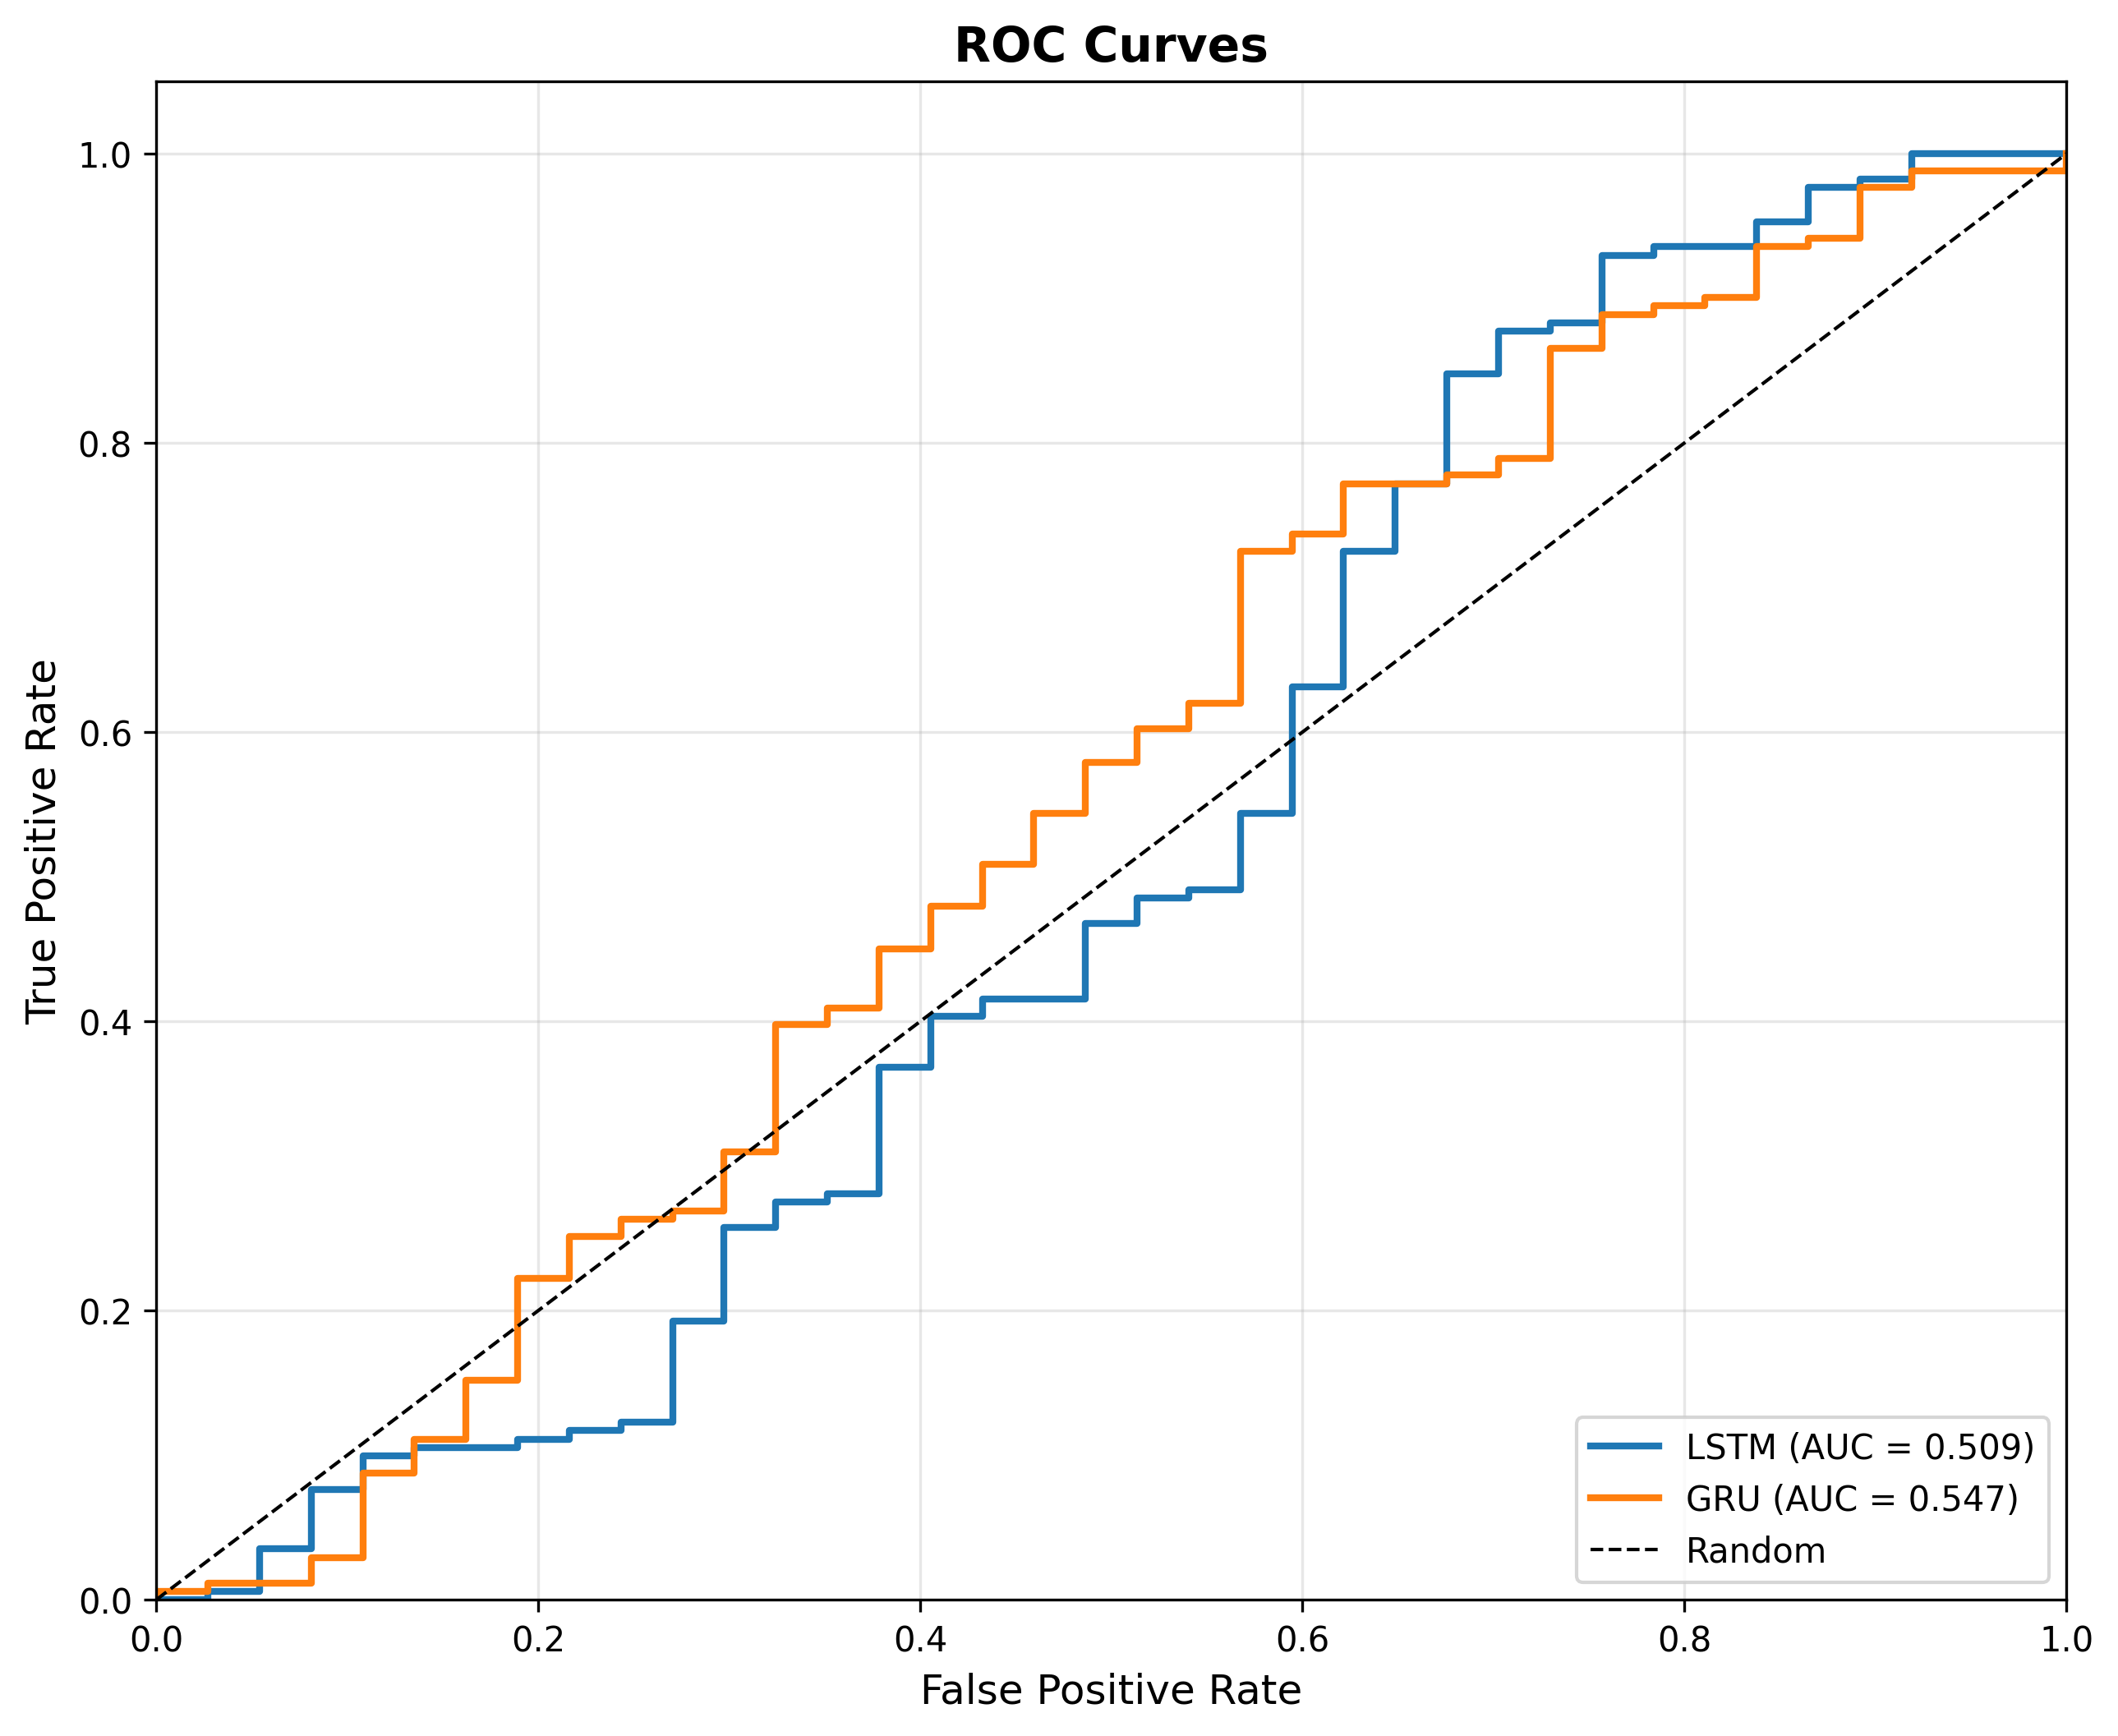 ROC Curves
True Positive Rate
1.0
0.8
0.6
0.4
0.2
0.0
0.0 0.2 0.4 0.6 0.8 1.0
False Positive Rate
LSTM (AUC = 0.509)
GRU (AUC = 0.547)
Random